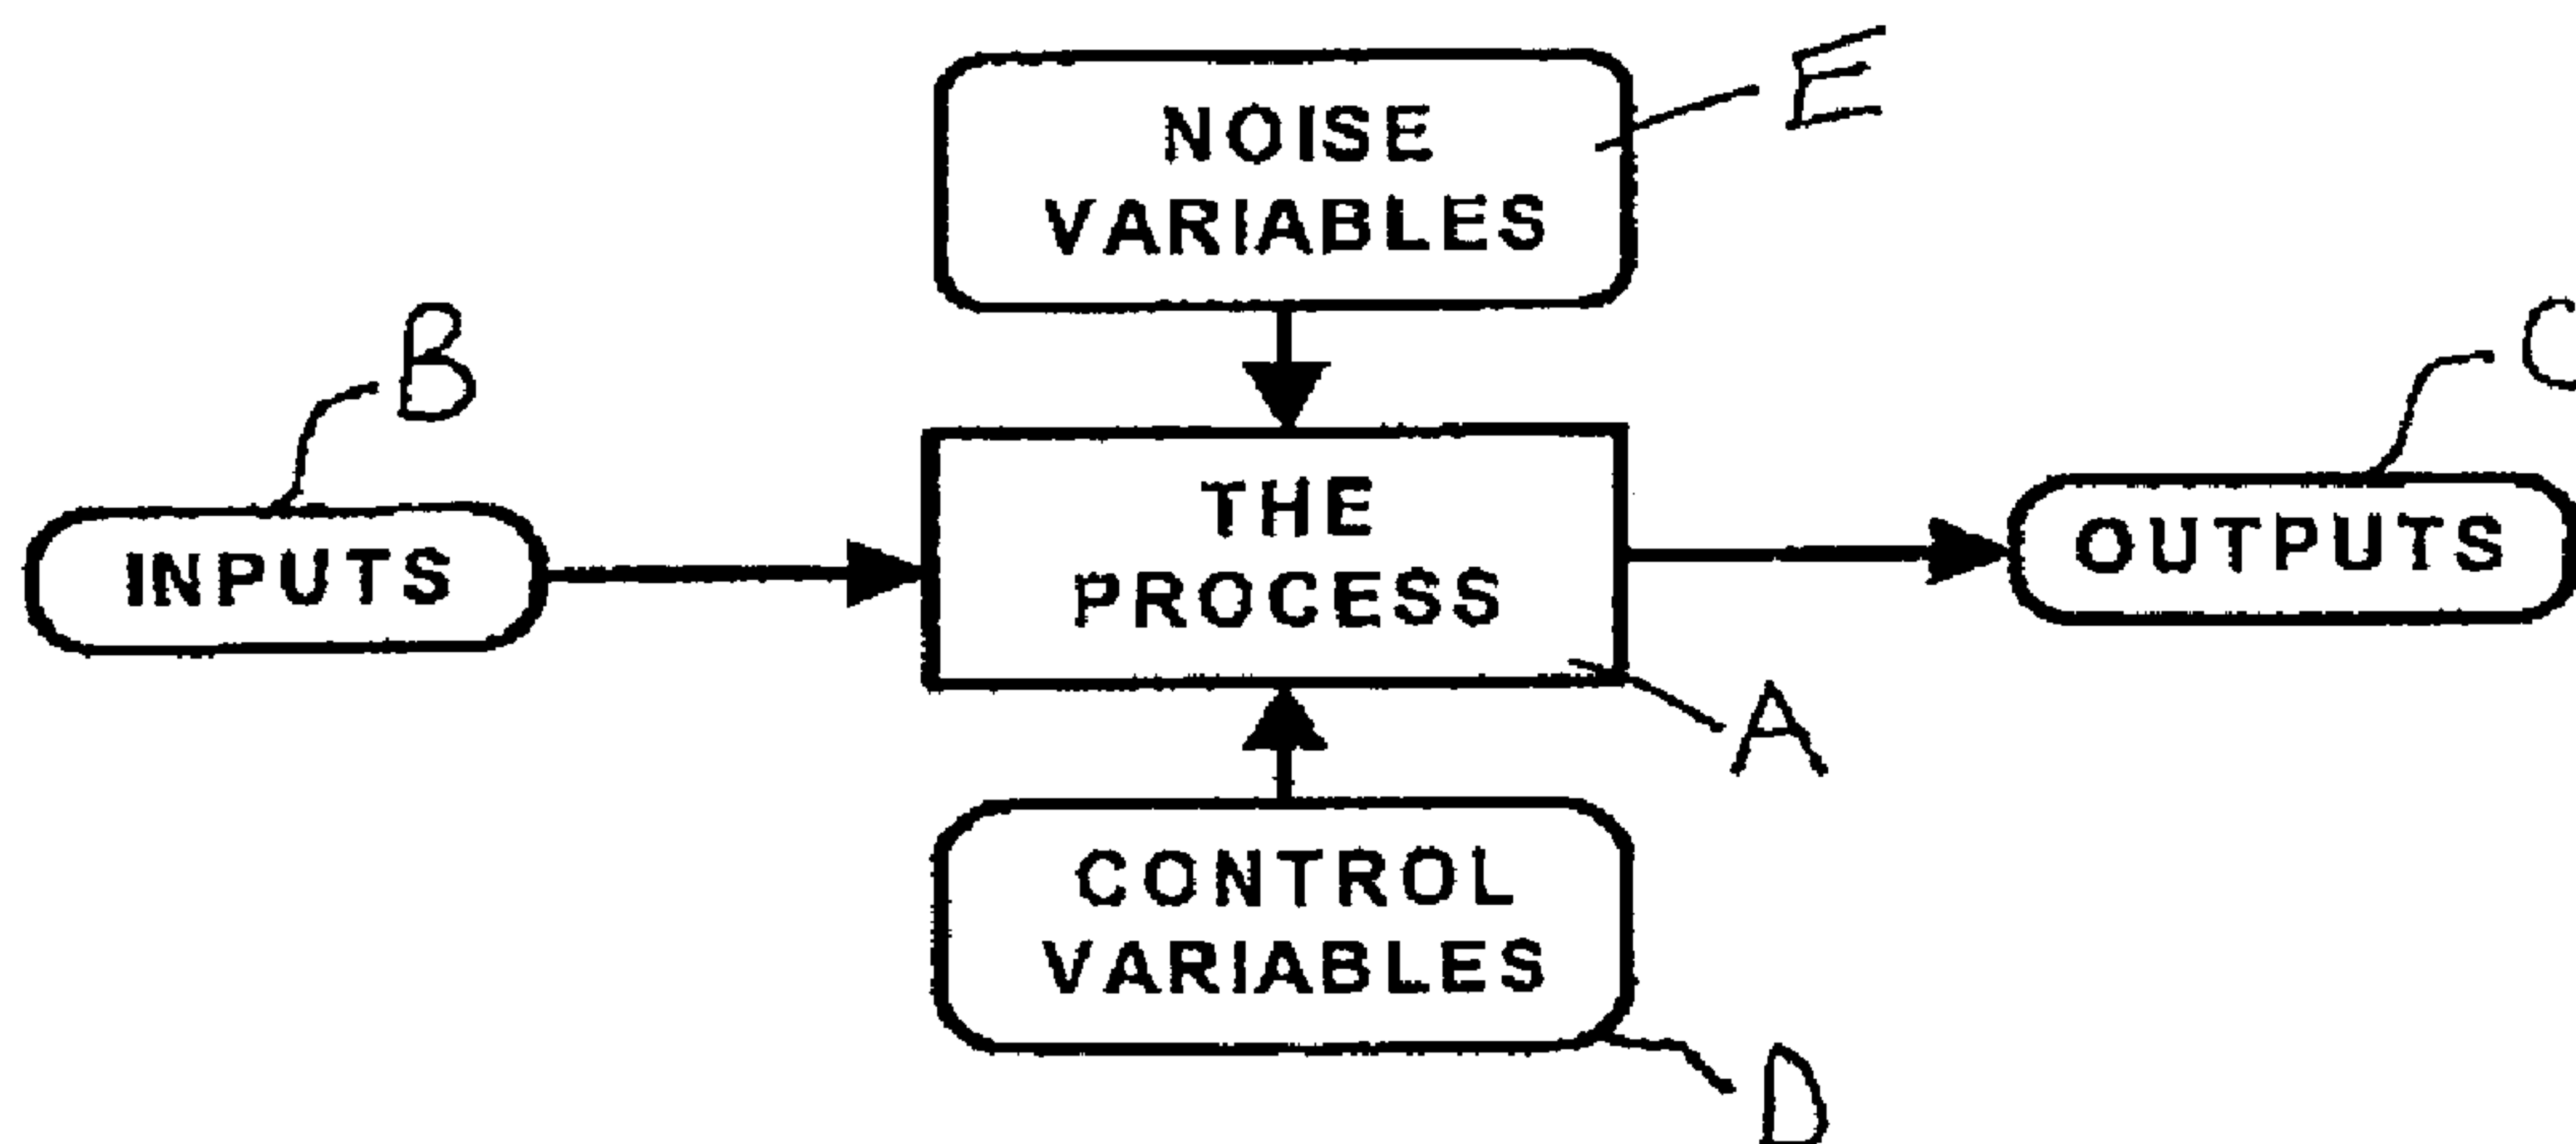 E
NOISE
VARIABLES
B
C
THE
PROCESS
INPUTS
OUTPUTS
A
CONTROL
VARIABLES
D